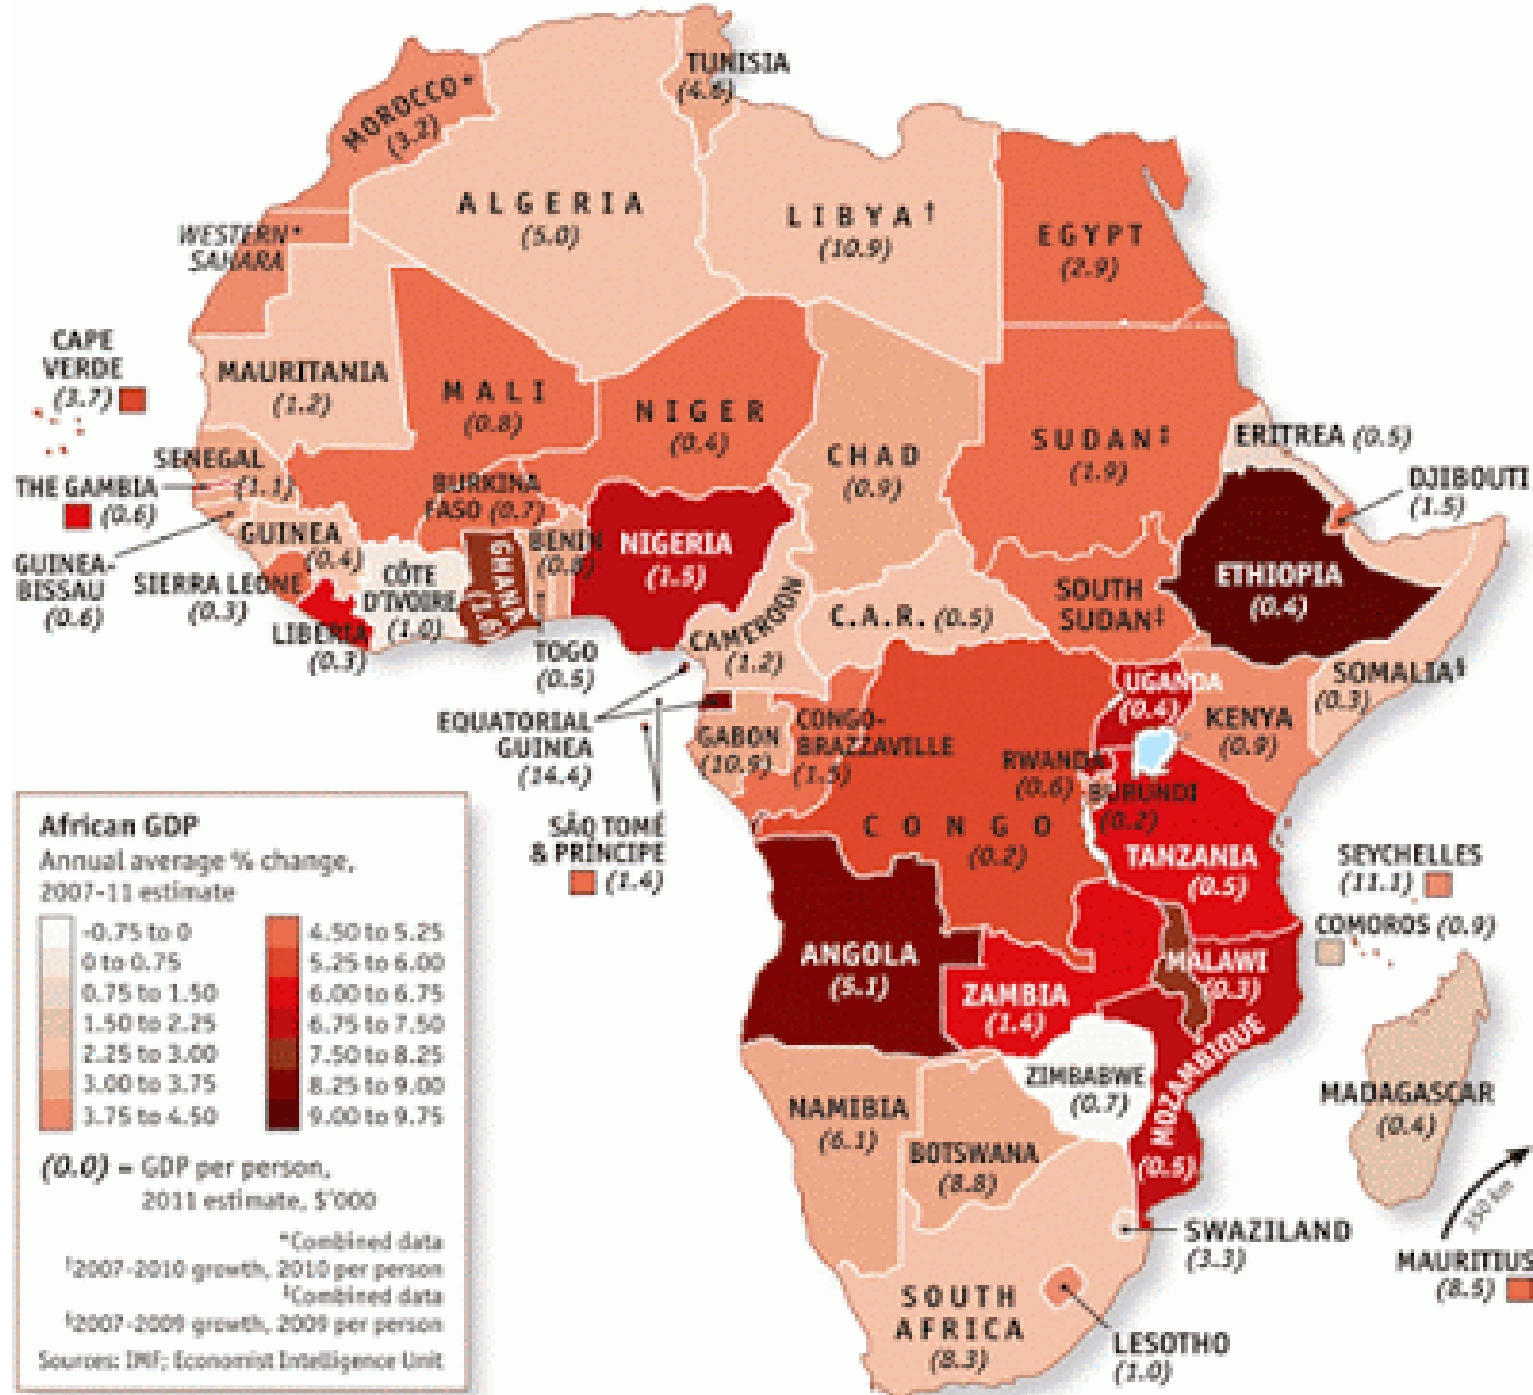 TUNISIA
(4.6)
MOROCCO*
(3.2)
ALGERIA
(5.0)
LIBYA†
(10.9)
EGYPT
(2.9)
WESTERN*
SAHARA
CAPE
VERDE
(3.7)
MAURITANIA
(1.2)
MALI
(0.8)
NIGER
(0.4)
CHAD
(0.9)
SUDAN‡
(1.9)
ERITREA (0.5)
DJIBOUTI
(1.5)
SENEGAL
(1.1)
THE GAMBIA
(0.6)
BURKINA
FASO (0.7)
GUINEA
(0.4)
GUINEA-
BISSAU
(0.6)
SIERRA LEONE
(0.3)
LIBERIA
(0.3)
CÔTE
D'IVOIRE
(1.0)
GHANA
BENIN
(0.8)
TOGO
(0.5)
NIGERIA
(1.5)
CAMEROON
(1.2)
C.A.R. (0.5)
SOUTH
SUDAN‡
ETHIOPIA
(0.4)
SOMALIA§
(0.3)
UGANDA
(0.4)
KENYA
(0.9)
EQUATORIAL
GUINEA
(14.4)
GABON
(10.9)
CONGO-
BRAZZAVILLE
(1.5)
RWANDA
(0.6)
BURUNDI
(0.2)
SÃO TOMÉ
& PRÍNCIPE
(1.4)
CONGO
(0.2)
TANZANIA
(0.5)
SEYCHELLES
(11.1)
COMOROS (0.9)
ANGOLA
(5.1)
ZAMBIA
(1.4)
MALAWI
(0.3)
MOZAMBIQUE
(0.5)
ZIMBABWE
(0.7)
MADAGASCAR
(0.4)
NAMIBIA
(6.1)
BOTSWANA
(8.8)
350 km
MAURITIUS
(8.5)
SWAZILAND
(3.3)
SOUTH
AFRICA
(8.3)
LESOTHO
(1.0)
African GDP
Annual average % change,
2007-11 estimate
-0.75 to 0
0 to 0.75
0.75 to 1.50
1.50 to 2.25
2.25 to 3.00
3.00 to 3.75
3.75 to 4.50
4.50 to 5.25
5.25 to 6.00
6.00 to 6.75
6.75 to 7.50
7.50 to 8.25
8.25 to 9.00
9.00 to 9.75
(0.0) = GDP per person,
2011 estimate, $'000
*Combined data
†2007-2010 growth, 2010 per person
‡Combined data
§2007-2009 growth, 2009 per person
Sources: IMF; Economist Intelligence Unit